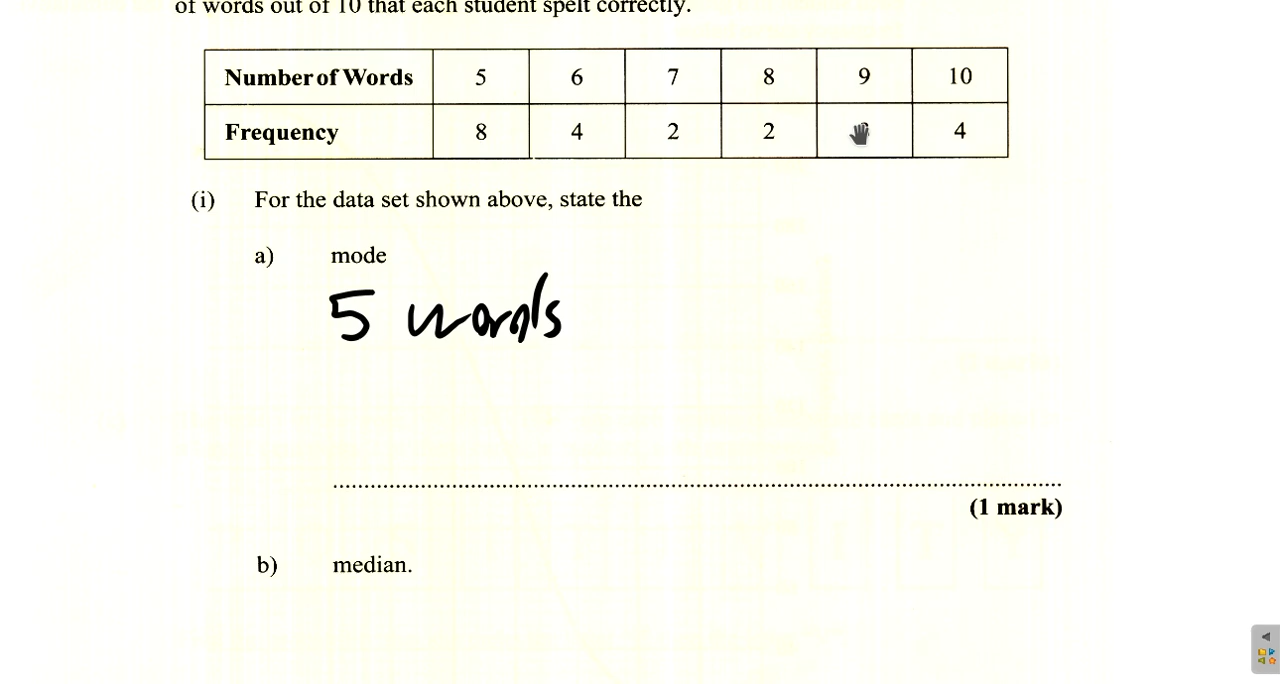 of words out of 10 that each student spelt correctly.
Number of Words 5 6 7 8 9 10
Frequency 8 4 2 2 4
(i) For the data set shown above, state the
a) mode
5 words
(1 mark)
b) median.